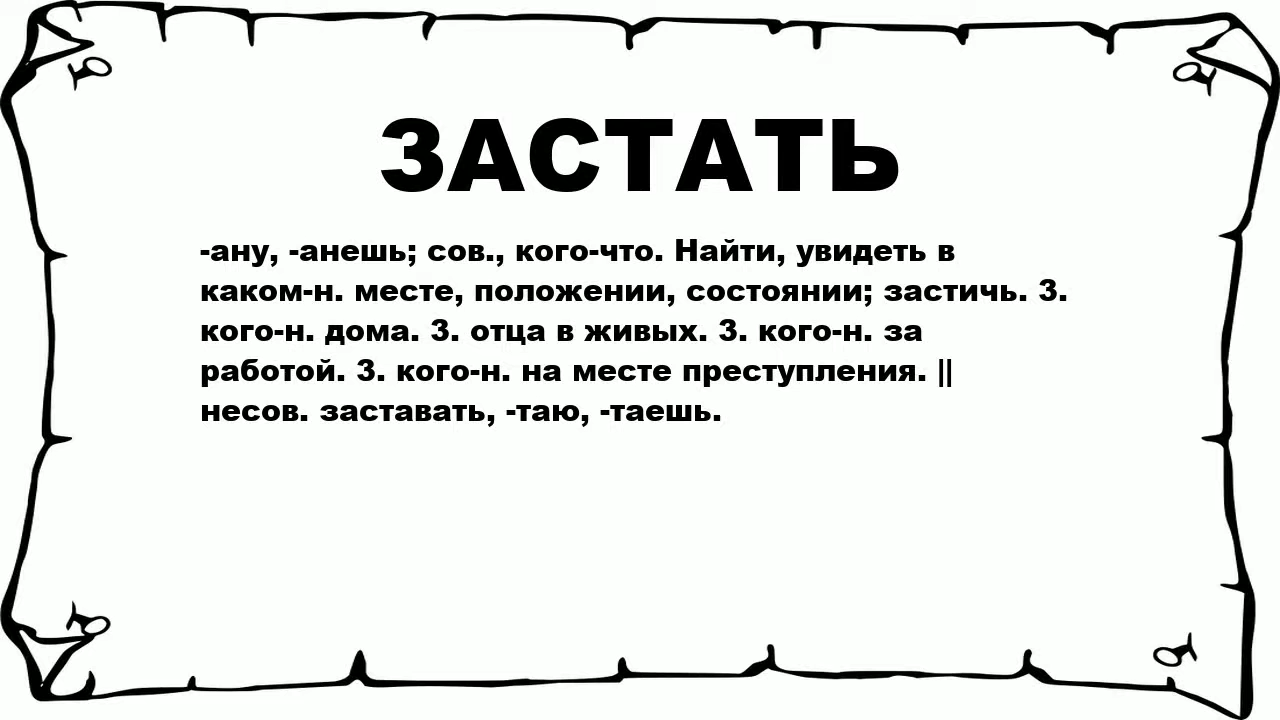 ЗАСТАТЬ
-ану, -анешь; сов., кого-что. Найти, увидеть в
каком-н. месте, положении, состоянии; застичь. З.
кого-н. дома. З. отца в живых. З. кого-н. за
работой. З. кого-н. на месте преступления. ||
несов. заставать, -таю, -таешь.